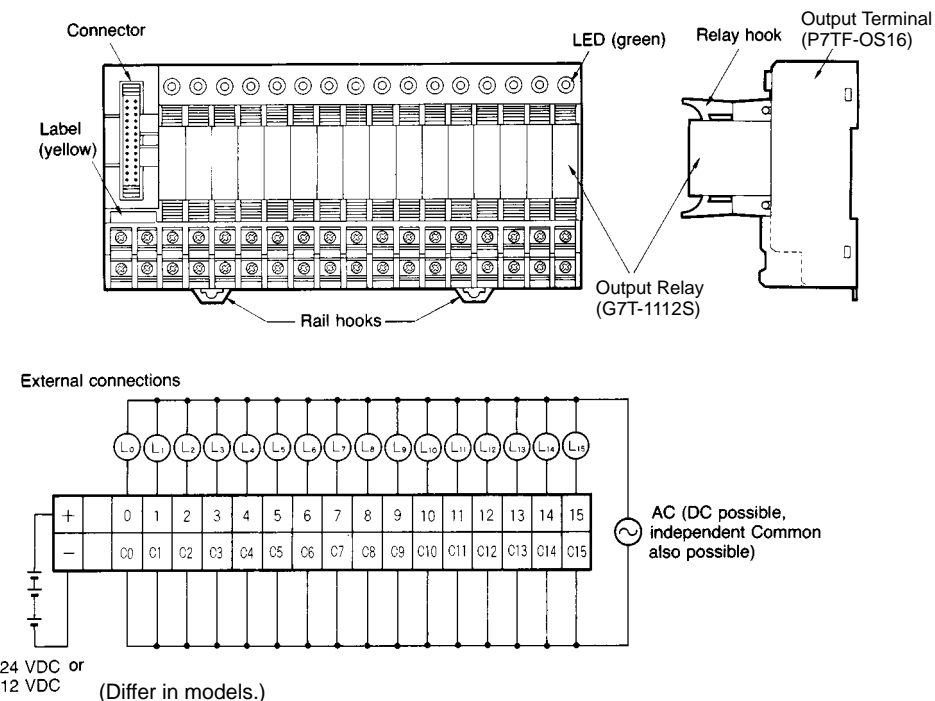 Connector
LED (green)
Relay hook
Output Terminal
(P7TF-OS16)
Label
(yellow)
Output Relay
(G7T-1112S)
Rail hooks
External connections
L0 L1 L2 L3 L4 L5 L6 L7 L8 L9 L10 L11 L12 L13 L14 L15
+ 0 1 2 3 4 5 6 7 8 9 10 11 12 13 14 15
− C0 C1 C2 C3 C4 C5 C6 C7 C8 C9 C10 C11 C12 C13 C14 C15
AC (DC possible,
independent Common
also possible)
24 VDC or
12 VDC
(Differ in models.)